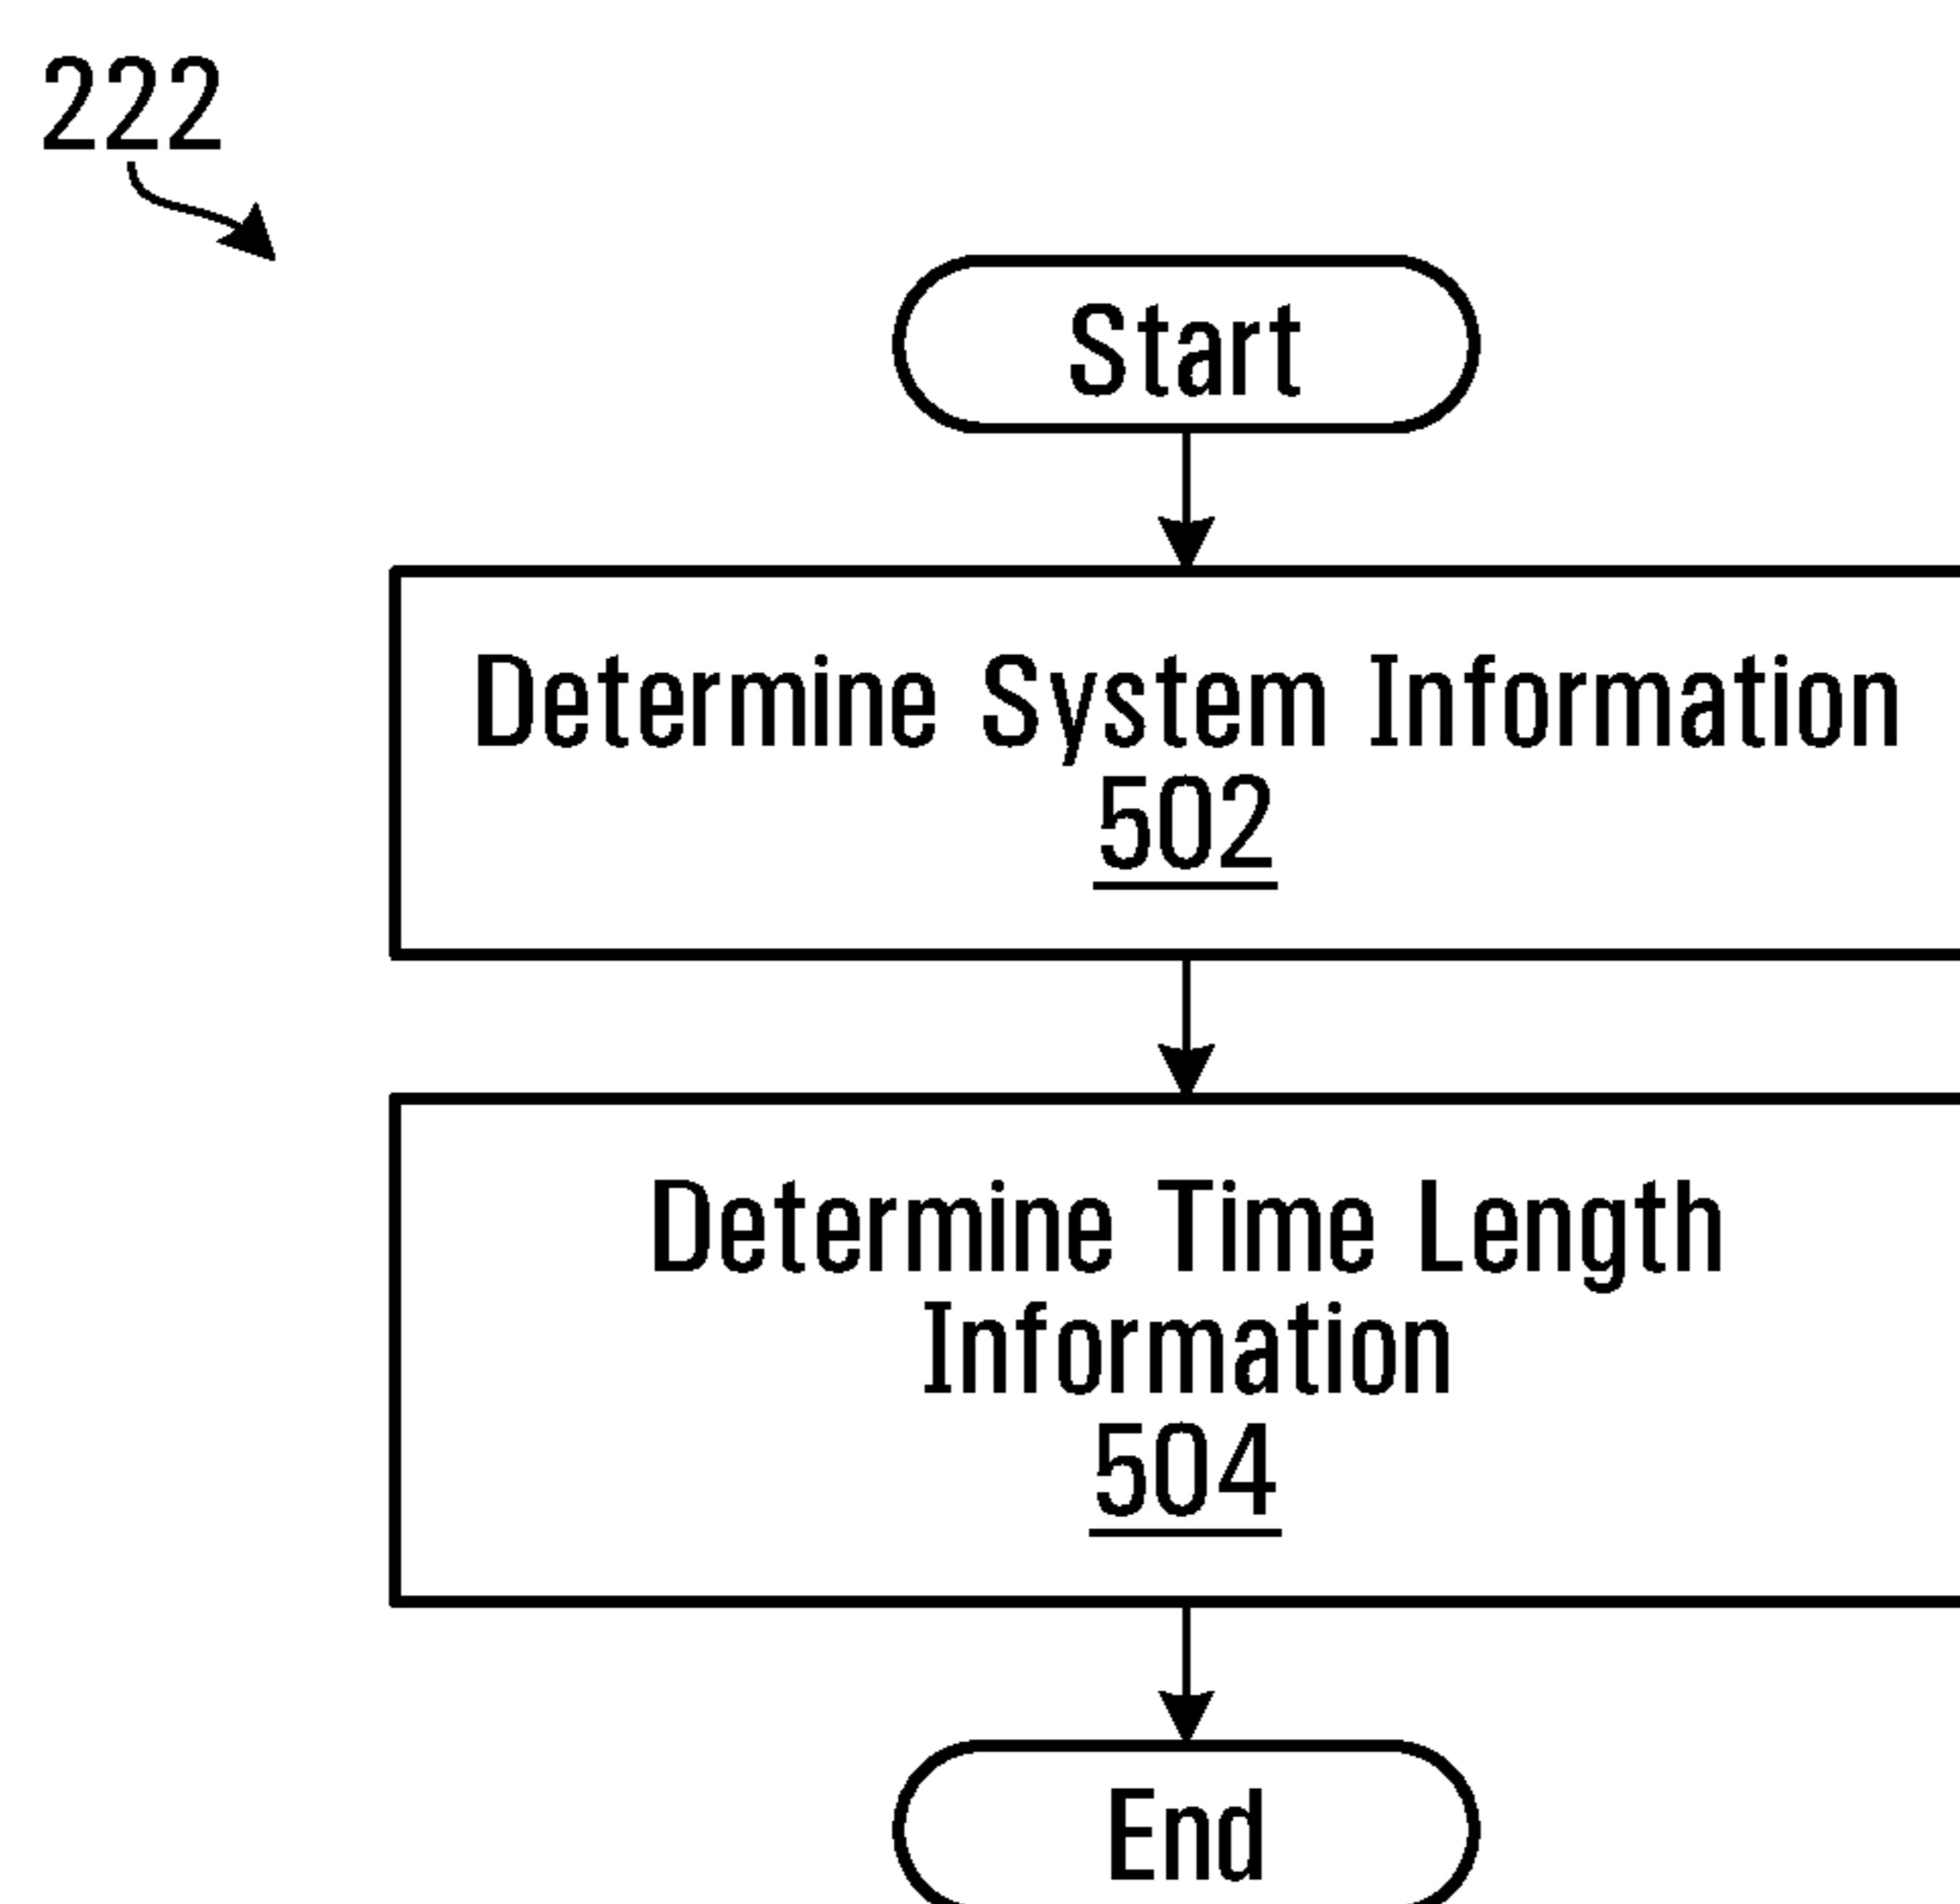 222
Start
Determine System Information
502
Determine Time Length
Information
504
End